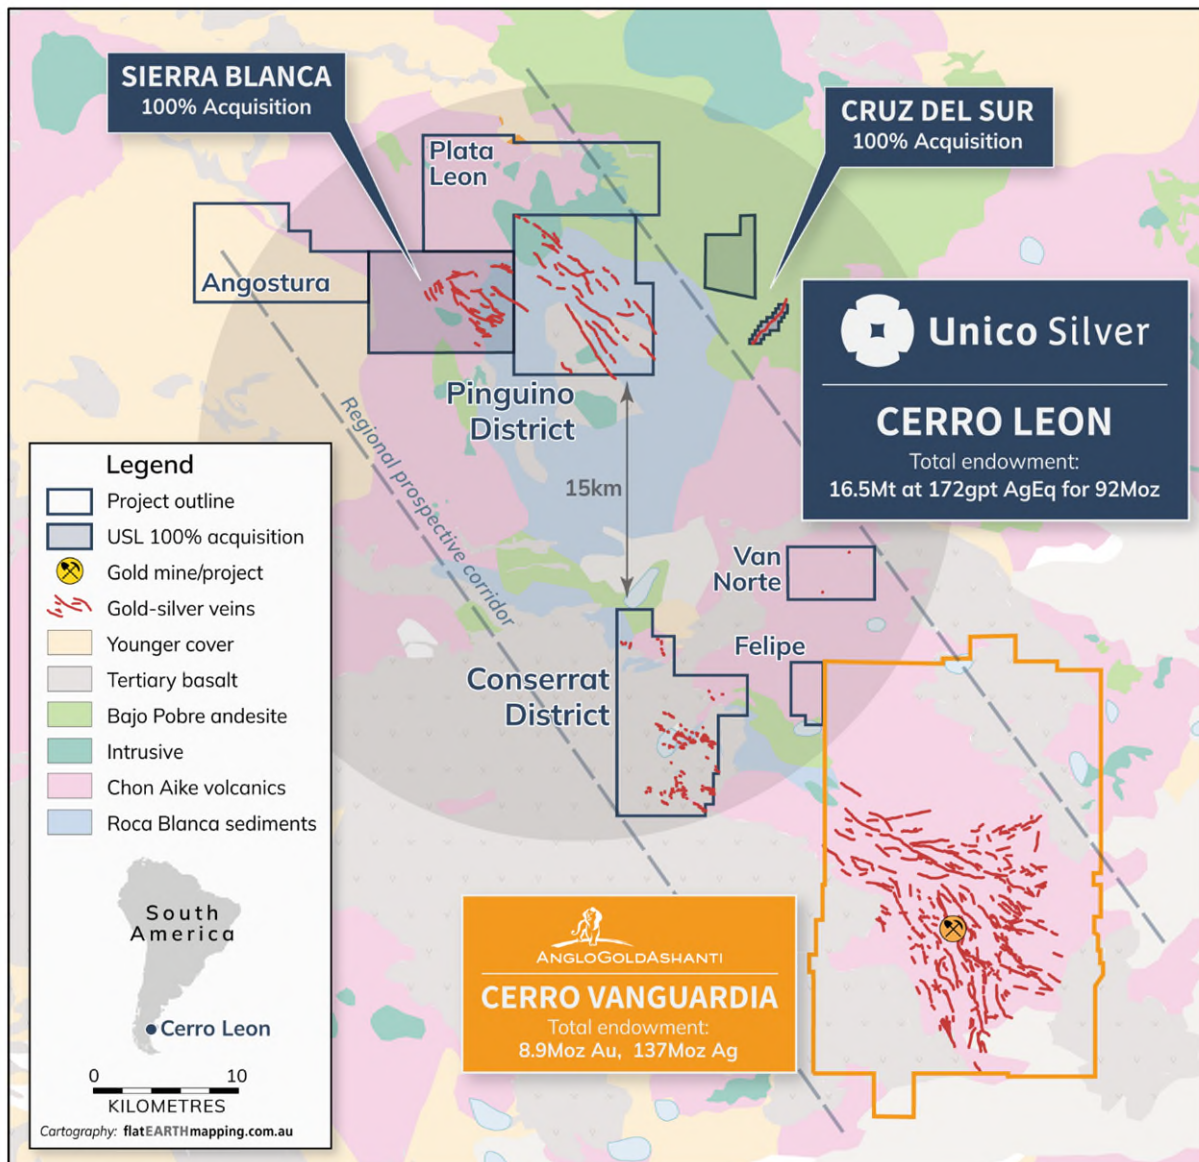 SIERRA BLANCA
100% Acquisition
CRUZ DEL SUR
100% Acquisition
Plata
Leon
Angostura
Pinguino
District
Regional prospective corridor
15km
Unico Silver
CERRO LEON
Total endowment:
16.5Mt at 172gpt AgEq for 92Moz
Van
Norte
Felipe
Conserrat
District
Legend
Project outline
USL 100% acquisition
Gold mine/project
Gold-silver veins
Younger cover
Tertiary basalt
Bajo Pobre andesite
Intrusive
Chon Aike volcanics
Roca Blanca sediments
South
America
Cerro Leon
0 10
KILOMETRES
Cartography: flatEARTHmapping.com.au
ANGLOGOLDASHANTI
CERRO VANGUARDIA
Total endowment:
8.9Moz Au, 137Moz Ag